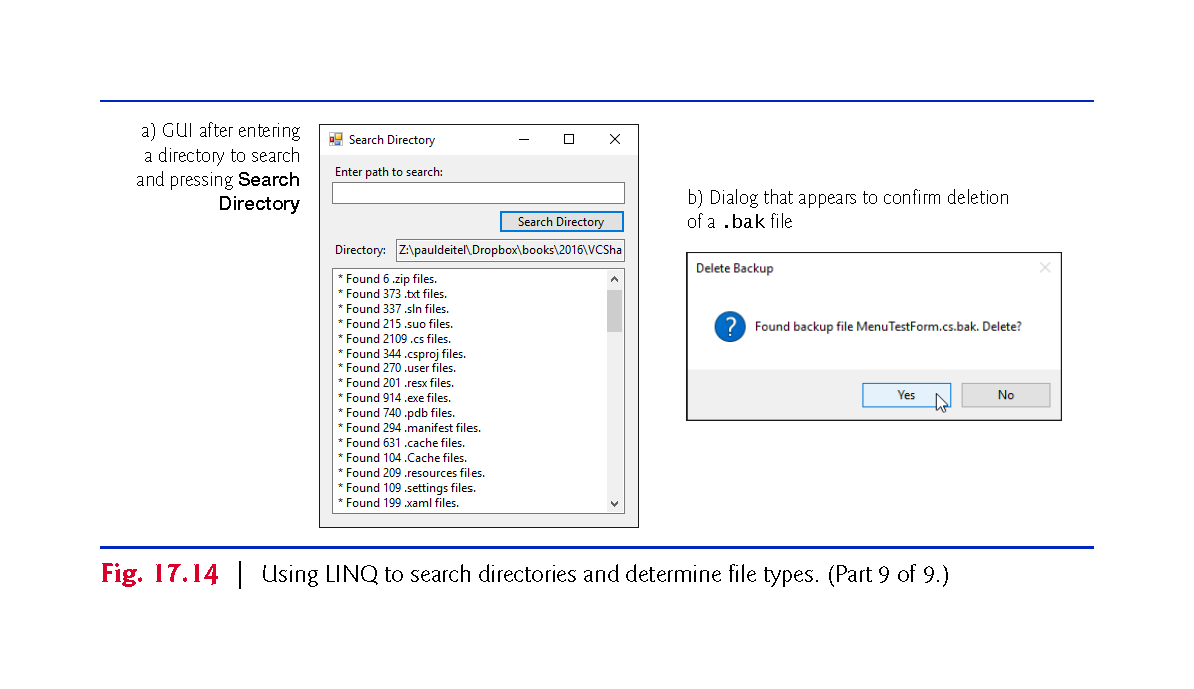 a) GUI after entering
a directory to search
and pressing Search
Directory
Search Directory
Enter path to search:
Search Directory
Directory: Z:\pauldeitel\Dropbox\books\2016\VCSha
* Found 6 .zip files.
* Found 373 .txt files.
* Found 337 .sln files.
* Found 215 .suo files.
* Found 2109 .cs files.
* Found 344 .csproj files.
* Found 270 .user files.
* Found 201 .resx files.
* Found 914 .exe files.
* Found 740 .pdb files.
* Found 294 .manifest files.
* Found 631 .cache files.
* Found 104 .Cache files.
* Found 209 .resources files.
* Found 109 .settings files.
* Found 199 .xaml files.
b) Dialog that appears to confirm deletion
of a .bak file
Delete Backup
? Found backup file MenuTestForm.cs.bak. Delete?
Yes No
Fig. 17.14 | Using LINQ to search directories and determine file types. (Part 9 of 9.)